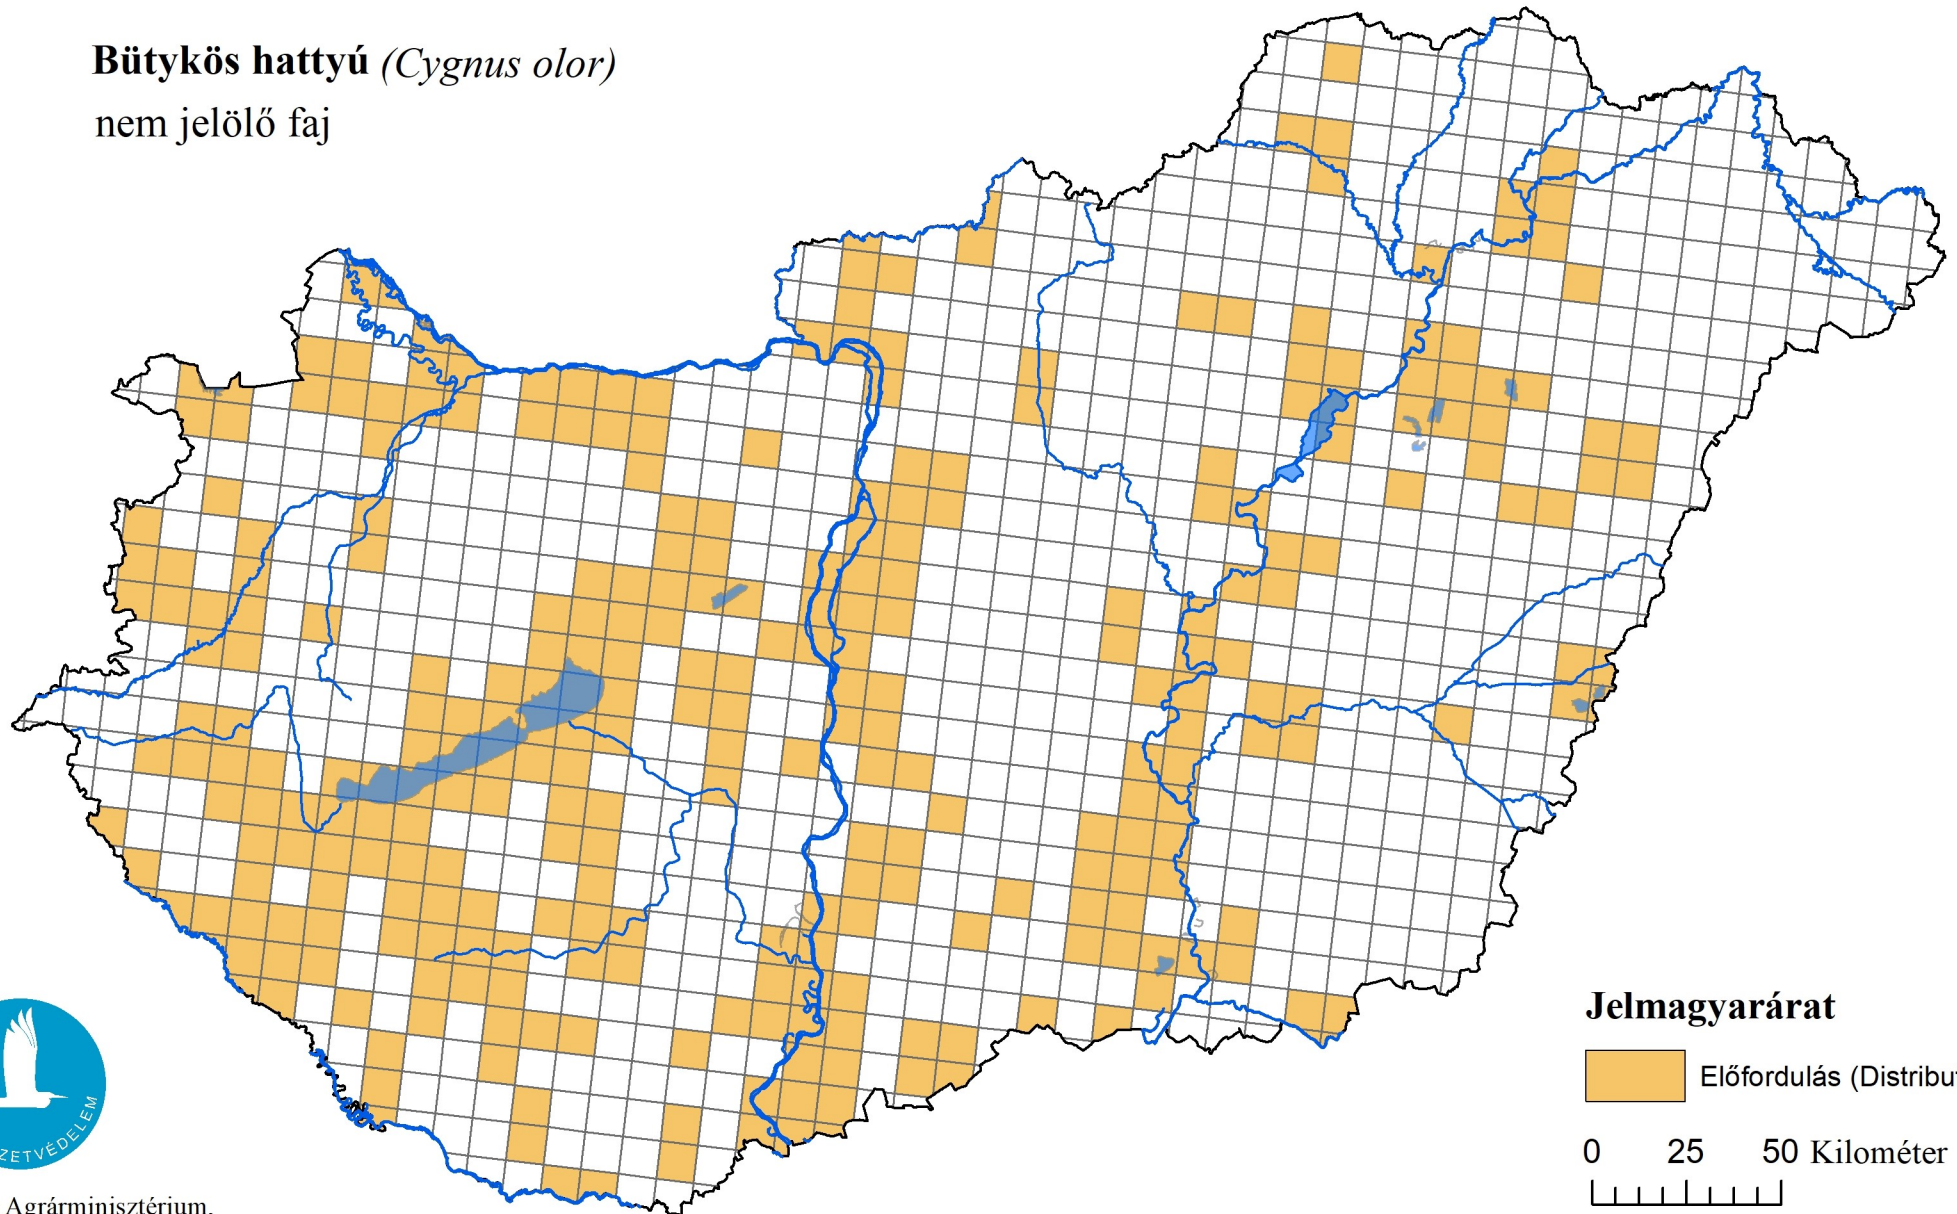 Bütykös hattyú (Cygnus olor)
nem jelölő faj
Jelmagyarárat
Előfordulás (Distribu
0 25 50 Kilométer
ZETVÉDELEM
Agrárminisztérium,